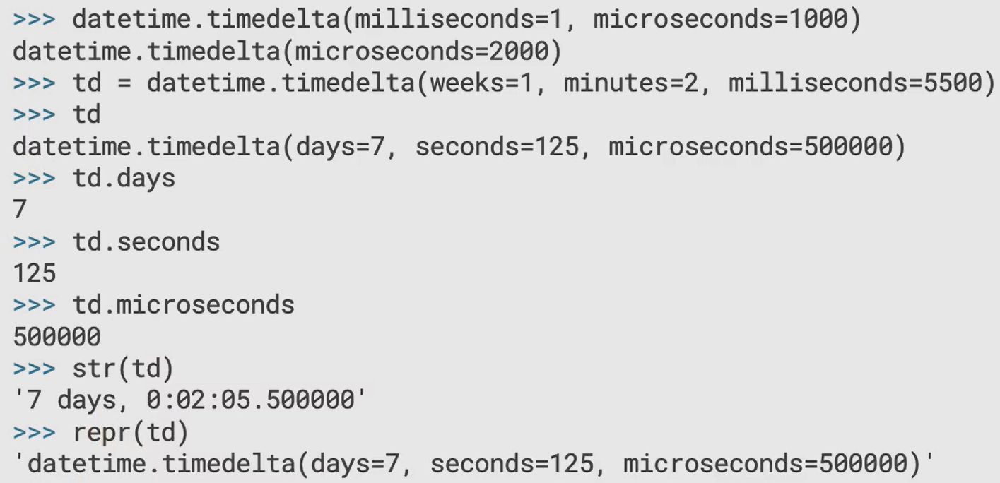 >>> datetime.timedelta(milliseconds=1, microseconds=1000)
datetime.timedelta(microseconds=2000)
>>> td = datetime.timedelta(weeks=1, minutes=2, milliseconds=5500)
>>> td
datetime.timedelta(days=7, seconds=125, microseconds=500000)
>>> td.days
7
>>> td.seconds
125
>>> td.microseconds
500000
>>> str(td)
'7 days, 0:02:05.500000'
>>> repr(td)
'datetime.timedelta(days=7, seconds=125, microseconds=500000)'